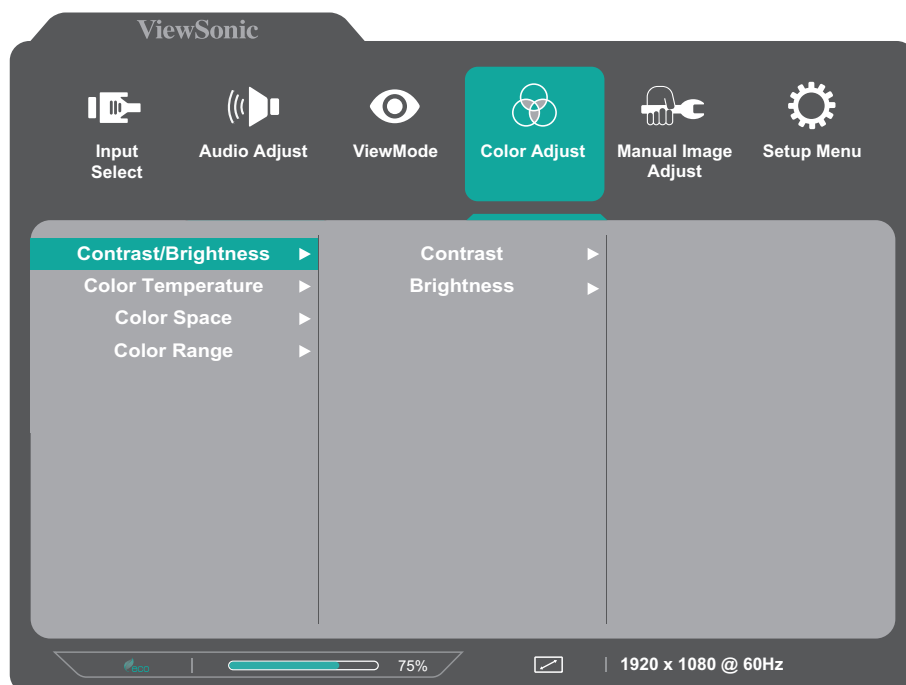 ViewSonic
Input
Select
Audio Adjust
ViewMode
Color Adjust
Manual Image
Adjust
Setup Menu
Contrast/Brightness
Color Temperature
Color Space
Color Range
Contrast
Brightness
eco
75%
1920 x 1080 @ 60Hz